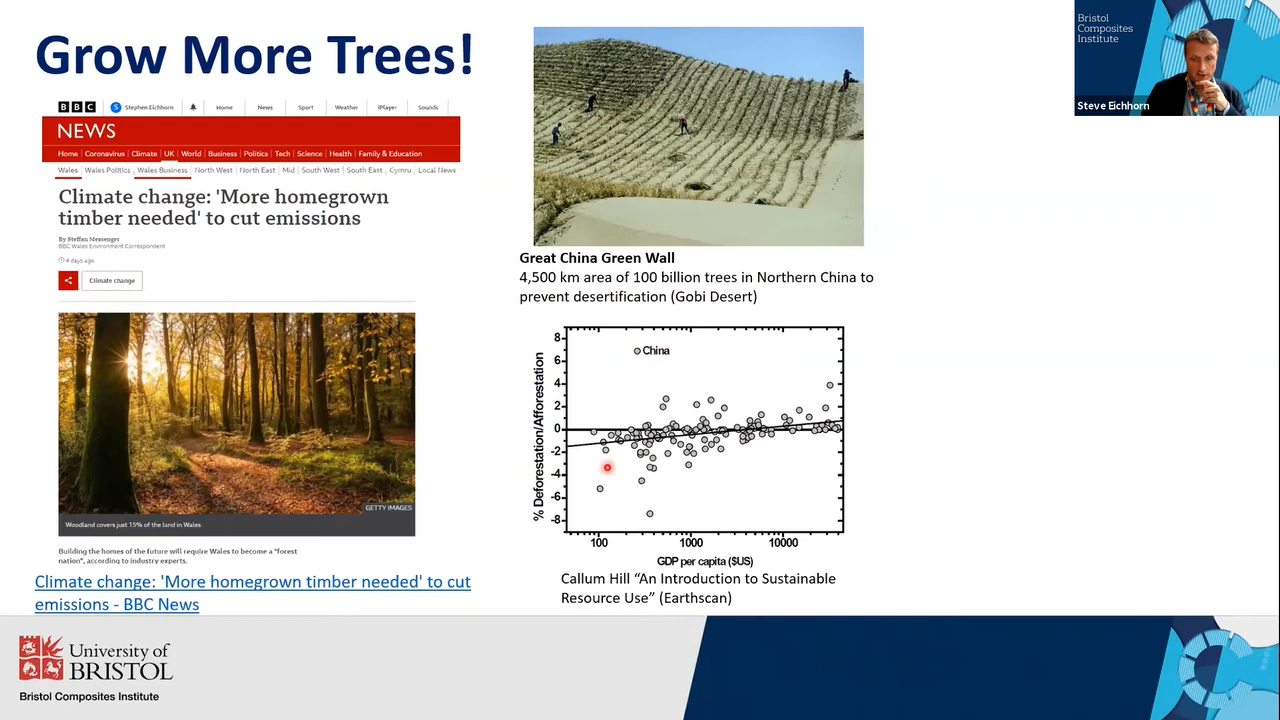 Grow More Trees!
BBC
S Stephen Eichhorn
Home
News
Sport
Weather
iPlayer
Sounds
NEWS
Home Coronavirus Climate UK World Business Politics Tech Science Health Family & Education
Wales Wales Politics Wales Business North West North East Mid South West South East Cymru Local News
Climate change: 'More homegrown
timber needed' to cut emissions
By Steffan Messenger
BBC Wales Environment Correspondent
4 days ago
Climate change
GETTY IMAGES
Woodland covers just 15% of the land in Wales
Building the homes of the future will require Wales to become a "forest
nation", according to industry experts.
Climate change: 'More homegrown timber needed' to cut
emissions - BBC News
Great China Green Wall
4,500 km area of 100 billion trees in Northern China to
prevent desertification (Gobi Desert)
% Deforestation/Afforestation
8
6
4
2
0
-2
-4
-6
-8
China
100
1000
10000
GDP per capita ($US)
Callum Hill “An Introduction to Sustainable
Resource Use” (Earthscan)
Bristol
Composites
Institute
Steve Eichhorn
University of
BRISTOL
Bristol Composites Institute